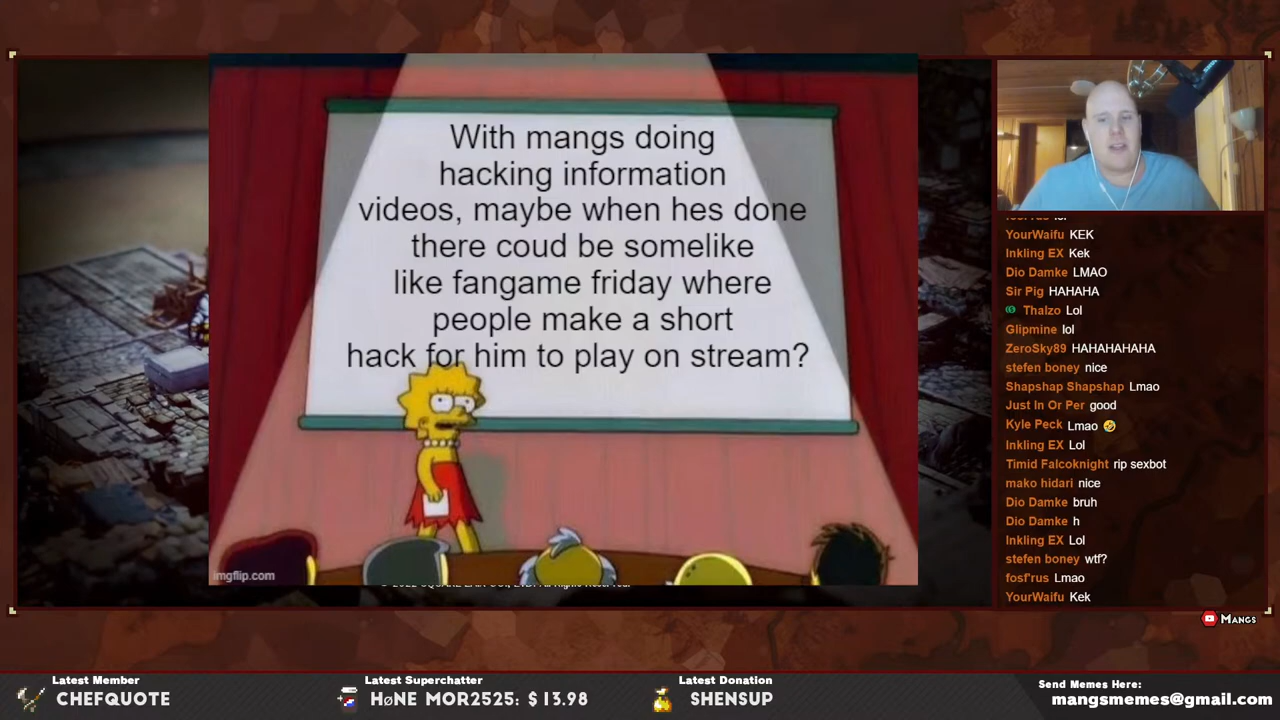 With mangs doing
hacking information
videos, maybe when hes done
there coud be somelike
like fangame friday where
people make a short
hack for him to play on stream?
imgflip.com
YourWaifu KEK
Inkling EX Kek
Dio Damke LMAO
Sir Pig HAHAHA
Thalzo Lol
Glipmine lol
ZeroSky89 HAHAHAHAHA
stefen boney nice
Shapshap Shapshap Lmao
Just In Or Per good
Kyle Peck Lmao 🤣
Inkling EX Lol
Timid Falcoknight rip sexbot
mako hidari nice
Dio Damke bruh
Dio Damke h
Inkling EX Lol
stefen boney wtf?
fosf'rus Lmao
YourWaifu Kek
MANGS
Latest Member
CHEFQUOTE
Latest Superchatter
HøNE MOR2525: $13.98
Latest Donation
SHENSUP
Send Memes Here:
mangsmemes@gmail.com